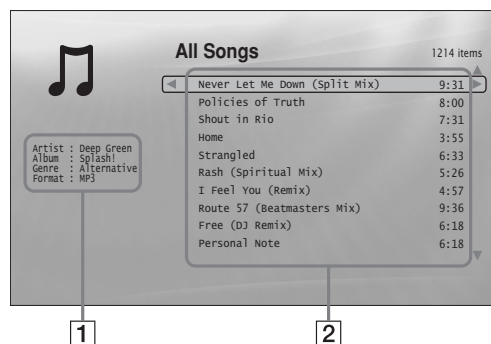 All Songs
1214 items
Never Let Me Down (Split Mix) 9:31
Policies of Truth 8:00
Shout in Rio 7:31
Home 3:55
Strangled 6:33
Rash (Spiritual Mix) 5:26
I Feel You (Remix) 4:57
Route 57 (Beatmasters Mix) 9:36
Free (DJ Remix) 6:18
Personal Note 6:18
Artist : Deep Green
Album : Splash!
Genre : Alternative
Format : MP3
1
2